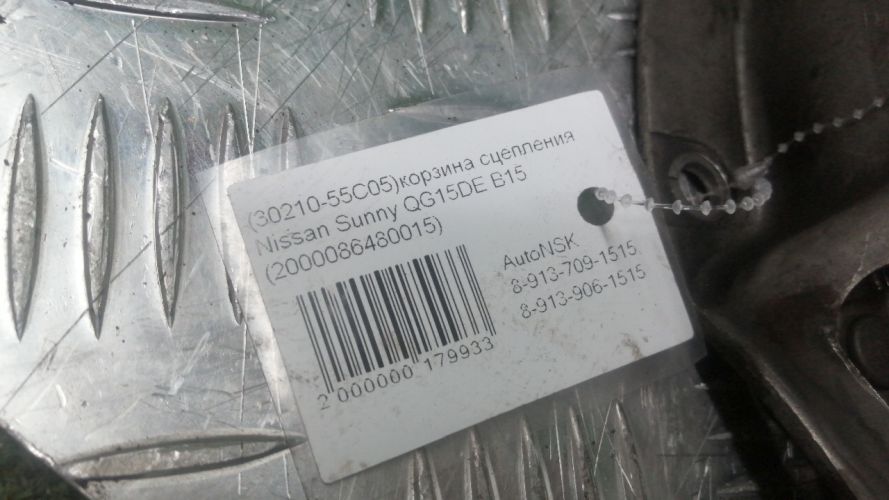 (30210-55C05)корзина сцепления
Nissan Sunny QG15DE B15
(2000086480015)
AutoNSK
8-913-709-1515
8-913-906-1515
2 000000 179933